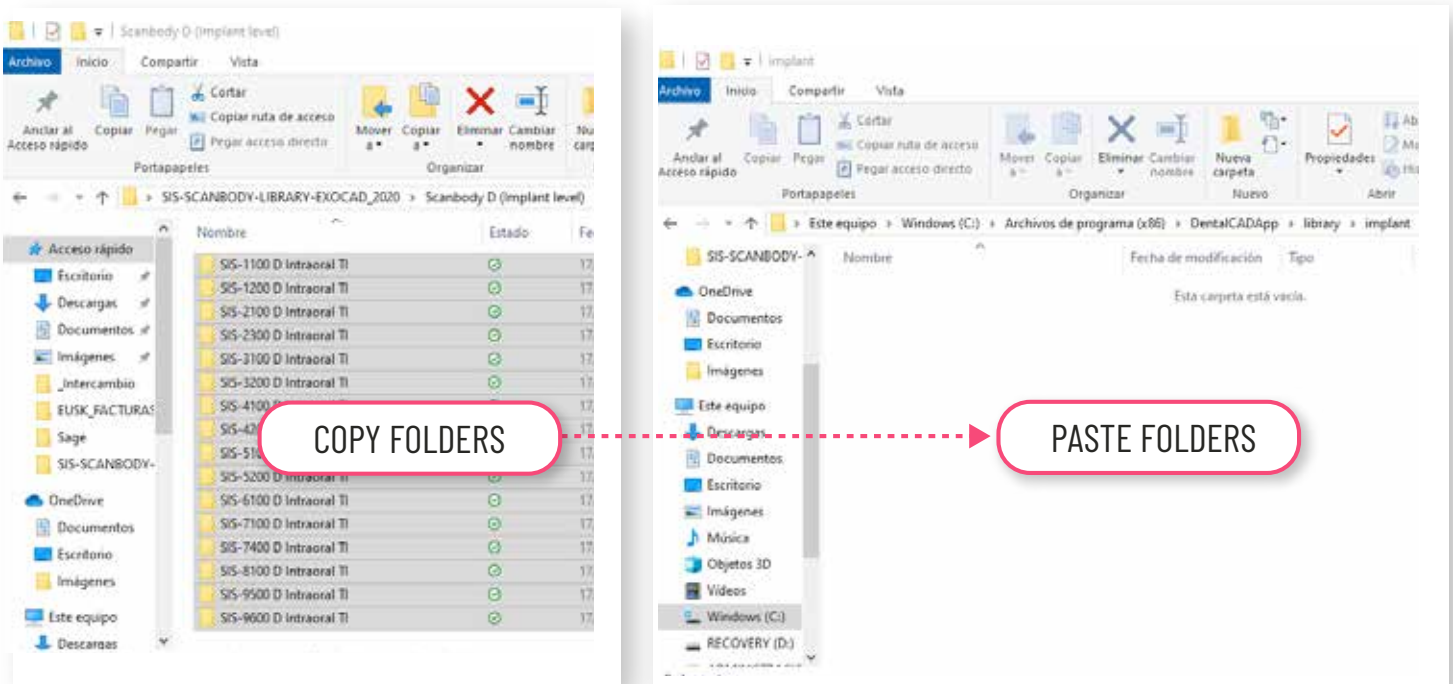 Scanbody D (Implant level)
Archivo Inicio Compartir Vista
Anclar al
Acceso rápido
Copiar
Pegar
Cortar
Copiar ruta de acceso
Pegar acceso directo
Mover
a
Copiar
a
Eliminar
Cambiar
nombre
Portapapeles
Organizar
SIS-SCANBODY-LIBRARY-EXOCAD_2020 > Scanbody D (Implant level)
Nombre Estado
Acceso rápido
Escritorio
Descargas
Documentos
Imágenes
_Intercambio
EUSK_FACTURAS
Sage
SIS-SCANBODY-
OneDrive
Documentos
Escritorio
Imágenes
Este equipo
Descargas
SIS-1100 D Intraoral TI
SIS-1200 D Intraoral TI
SIS-2100 D Intraoral TI
SIS-2300 D Intraoral TI
SIS-3100 D Intraoral TI
SIS-3200 D Intraoral TI
SIS-4100
SIS-5200 D Intraoral TI
SIS-6100 D Intraoral TI
SIS-7100 D Intraoral TI
SIS-7400 D Intraoral TI
SIS-8100 D Intraoral TI
SIS-9500 D Intraoral TI
SIS-9600 D Intraoral TI
COPY FOLDERS
implant
Archivo Inicio Compartir Vista
Anclar al
Acceso rápido
Copiar
Pegar
Cortar
Copiar ruta de acceso
Pegar acceso directo
Mover
a
Copiar
a
Eliminar
Cambiar
nombre
Nueva
carpeta
Propiedades
Portapapeles
Organizar
Nuevo
Abrir
> Este equipo > Windows (C:) > Archivos de programa (x86) > DentalCADApp > library > implant
Nombre Fecha de modificación Tipo
Esta carpeta está vacía.
SIS-SCANBODY-
OneDrive
Documentos
Escritorio
Imágenes
Este equipo
Descargas
Documentos
Escritorio
Imágenes
Música
Objetos 3D
Vídeos
Windows (C:)
RECOVERY (D:)
PASTE FOLDERS